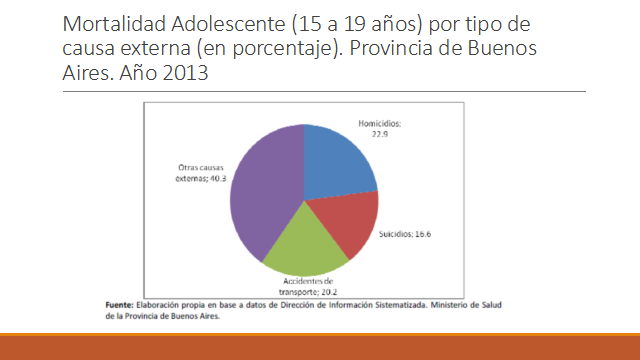 Mortalidad Adolescente (15 a 19 años) por tipo de
causa externa (en porcentaje). Provincia de Buenos
Aires. Año 2013
Homicidios;
22.9
Otras causas
externas; 40.3
Suicidios; 16.6
Accidentes de
transporte; 20.2
Fuente: Elaboración propia en base a datos de Dirección de Información Sistematizada. Ministerio de Salud
de la Provincia de Buenos Aires.